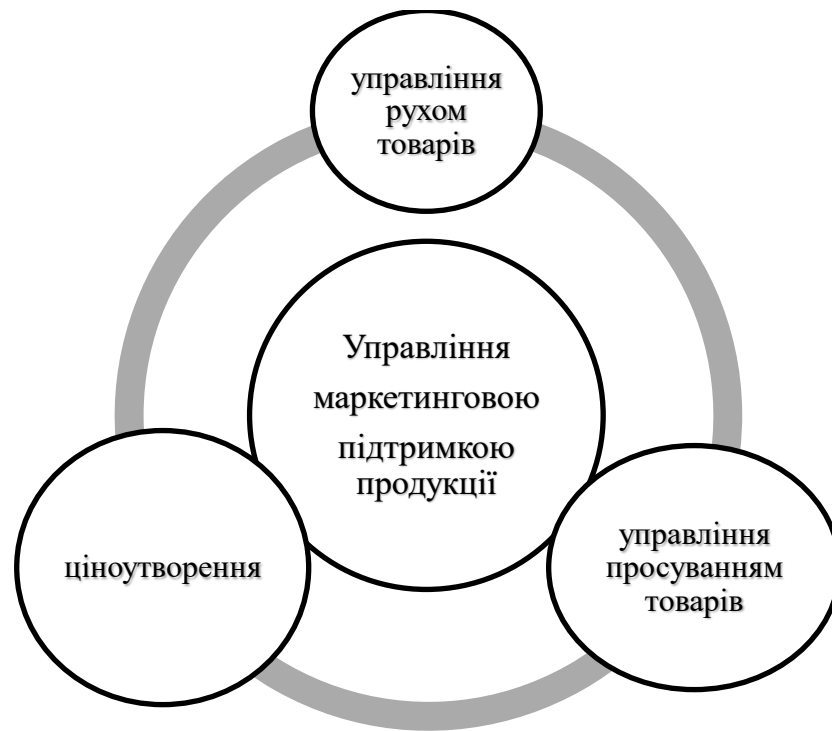 управління
рухом
товарів
Управління
маркетинговою
підтримкою
продукції
ціноутворення
управління
просуванням
товарів